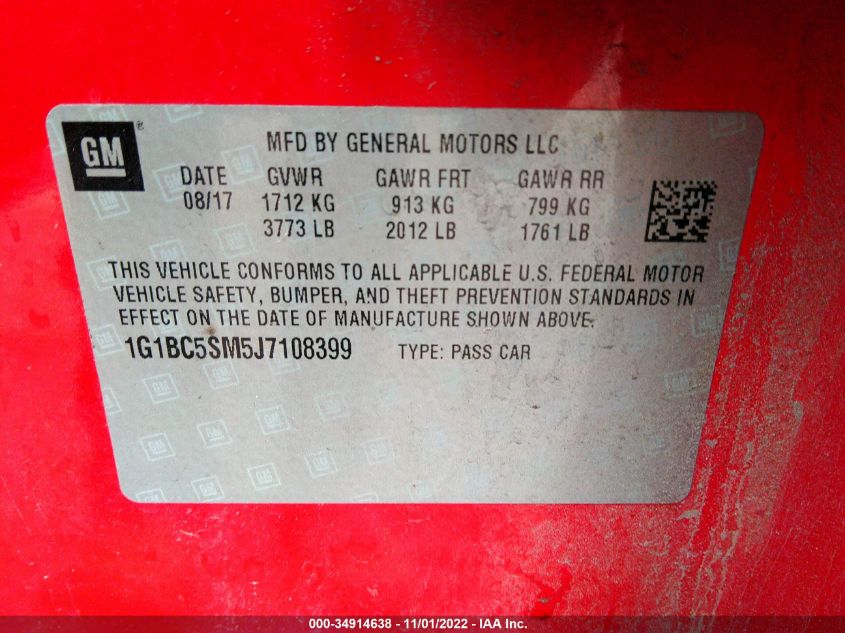 GM ®
MFD BY GENERAL MOTORS LLC
DATE GVWR GAWR FRT GAWR RR
08/17 1712 KG 913 KG 799 KG
3773 LB 2012 LB 1761 LB
THIS VEHICLE CONFORMS TO ALL APPLICABLE U.S. FEDERAL MOTOR
VEHICLE SAFETY, BUMPER, AND THEFT PREVENTION STANDARDS IN
EFFECT ON THE DATE OF MANUFACTURE SHOWN ABOVE.
1G1BC5SM5J7108399 TYPE: PASS CAR
000-34914638 - 11/01/2022 - IAA Inc.